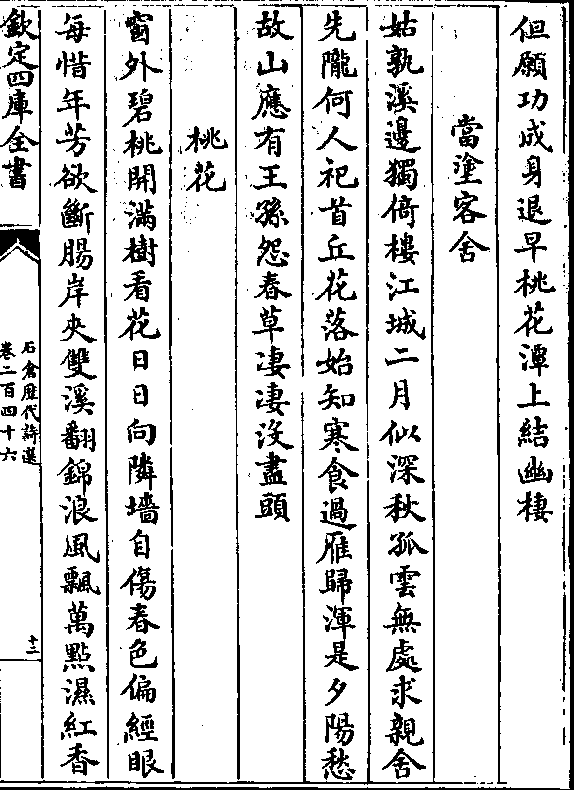 但願功成身退早桃花潭上結幽棲
當塗客舍
姑孰溪邊獨倚樓江城二月似深秋孤雲無處求親舍
先隴何人祀首丘花落始知寒食過雁歸渾是夕陽愁
故山應有王孫怨春草凄凄沒盡頭
桃花
窗外碧桃開滿樹看花日日向隣墻自傷春色偏經眼
每惜年芳欲斷腸岸夾雙溪翻錦浪風飄萬點濕紅香
欽定四庫全書
石倉歷代詩選
卷二百四十六
十二